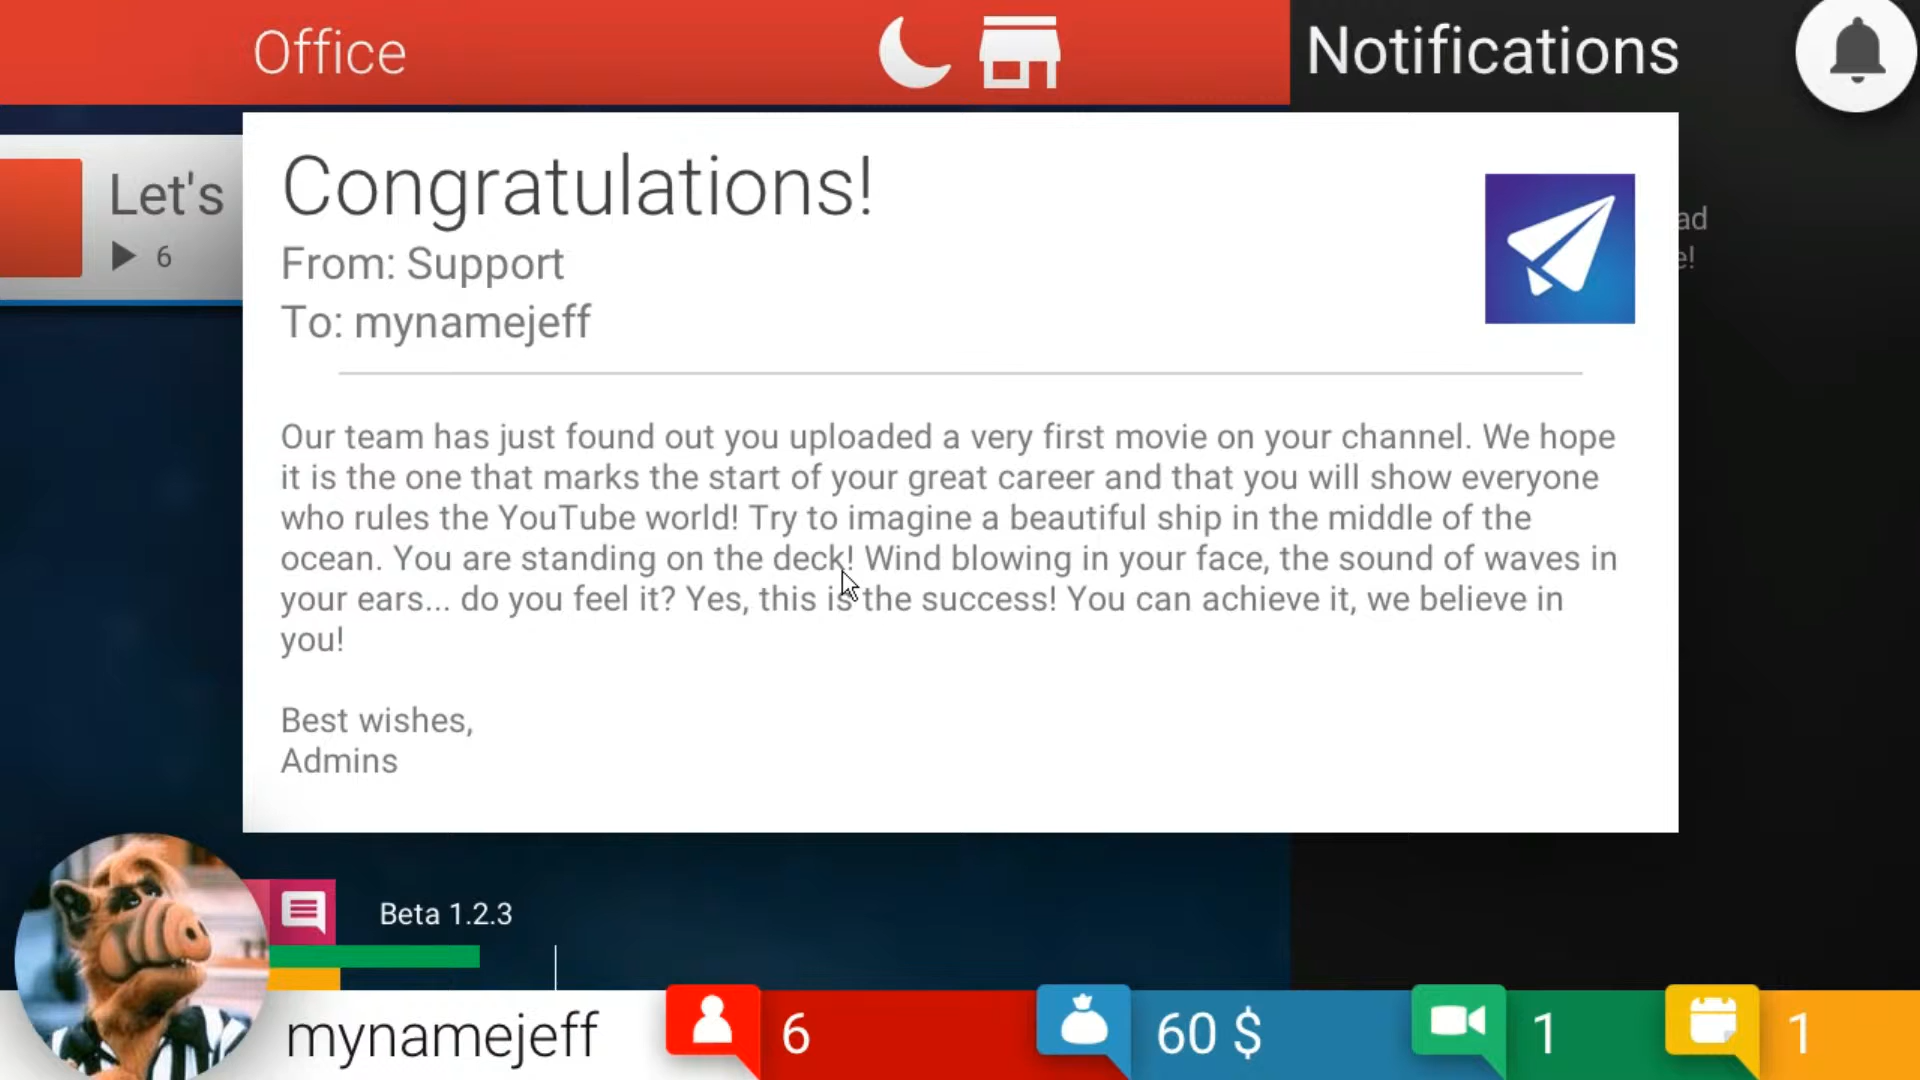 Office
Notifications
Let's
6
Congratulations!
From: Support
To: mynamejeff
ad
e!
Our team has just found out you uploaded a very first movie on your channel. We hope
it is the one that marks the start of your great career and that you will show everyone
who rules the YouTube world! Try to imagine a beautiful ship in the middle of the
ocean. You are standing on the deck! Wind blowing in your face, the sound of waves in
your ears... do you feel it? Yes, this is the success! You can achieve it, we believe in
you!
Best wishes,
Admins
Beta 1.2.3
mynamejeff
6
60 $
1
1